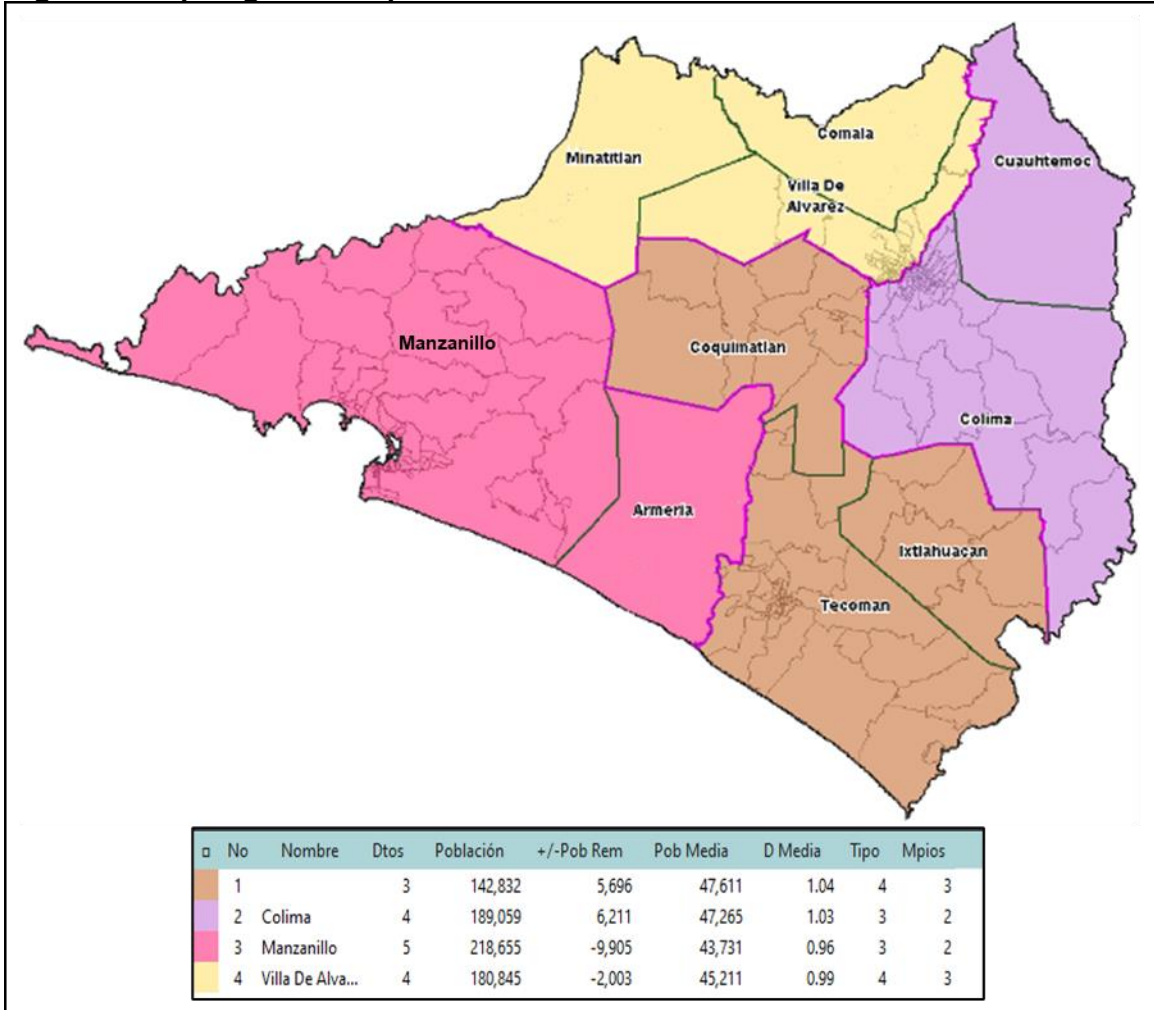 Comala
Minatitlan
Cuauhtemoc
Villa De
Alvarez
Manzanillo
Coquimatlan
Colima
Armeria
Ixtlahuacan
Tecoman
No Nombre Dtos Población +/-Pob Rem Pob Media D Media Tipo Mpios
1 3 142,832 5,696 47,611 1.04 4 3
2 Colima 4 189,059 6,211 47,265 1.03 3 2
3 Manzanillo 5 218,655 -9,905 43,731 0.96 3 2
4 Villa De Alva... 4 180,845 -2,003 45,211 0.99 4 3